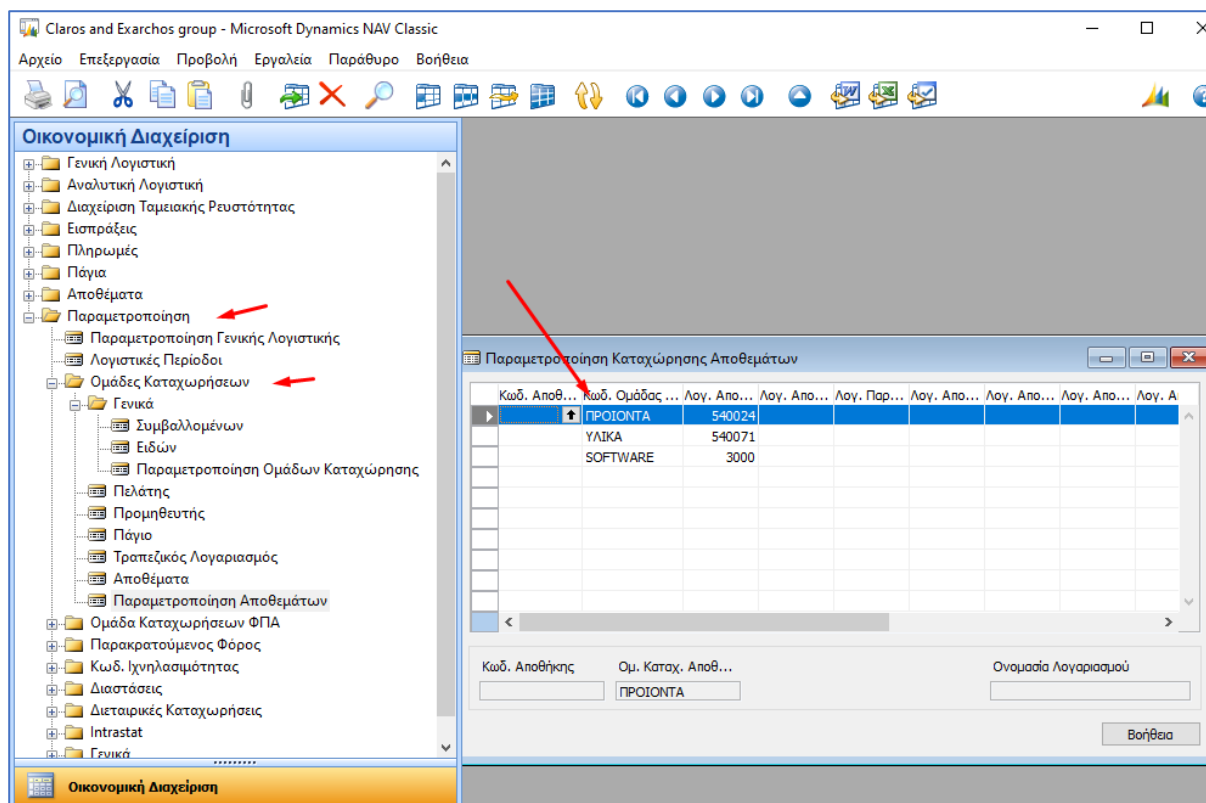 Claros and Exarchos group - Microsoft Dynamics NAV Classic
Αρχείο Επεξεργασία Προβολή Εργαλεία Παράθυρο Βοήθεια
Οικονομική Διαχείριση
Γενική Λογιστική
Αναλυτική Λογιστική
Διαχείριση Ταμειακής Ρευστότητας
Εισπράξεις
Πληρωμές
Πάγια
Αποθέματα
Παραμετροποίηση
Παραμετροποίηση Γενικής Λογιστικής
Λογιστικές Περίοδοι
Ομάδες Καταχωρήσεων
Γενικά
Συμβαλλομένων
Ειδών
Παραμετροποίηση Ομάδων Καταχώρησης
Πελάτης
Προμηθευτής
Πάγιο
Τραπεζικός Λογαριασμός
Αποθέματα
Παραμετροποίηση Αποθεμάτων
Ομάδα Καταχωρήσεων ΦΠΑ
Παρακρατούμενος Φόρος
Κωδ. Ιχνηλασιμότητας
Διαστάσεις
Διεταιρικές Καταχωρήσεις
Intrastat
Γενικά
Οικονομική Διαχείριση
Παραμετροποίηση Καταχώρησης Αποθεμάτων
Κωδ. Αποθ... Κωδ. Ομάδας ... Λογ. Απο... Λογ. Απο... Λογ. Παρ... Λογ. Απο... Λογ. Απο... Λογ. Απο... Λογ. Α
ΠΡΟΙΟΝΤΑ 540024
ΥΛΙΚΑ 540071
SOFTWARE 3000
Κωδ. Αποθήκης Ομ. Καταχ. Αποθ... Ονομασία Λογαριασμού
ΠΡΟΙΟΝΤΑ
Βοήθεια